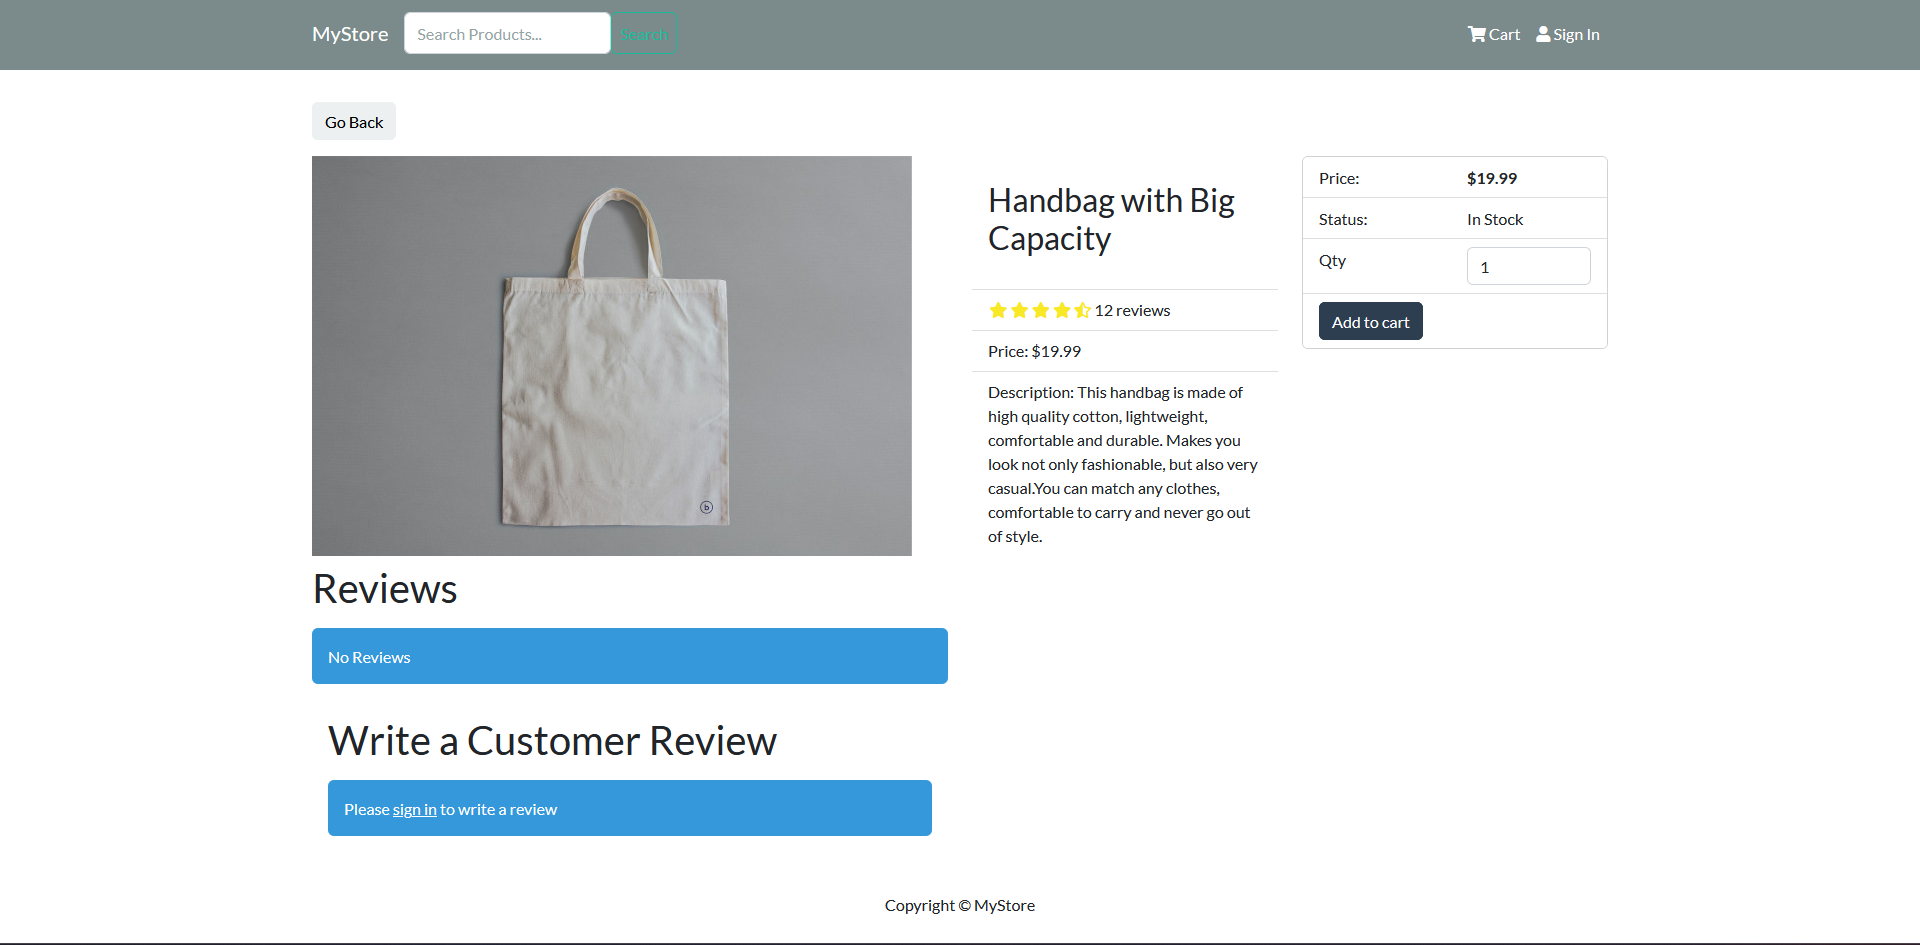 MyStore
Search Products...
Search
Cart
Sign In
Go Back
Handbag with Big
Capacity
12 reviews
Price: $19.99
Description: This handbag is made of
high quality cotton, lightweight,
comfortable and durable. Makes you
look not only fashionable, but also very
casual.You can match any clothes,
comfortable to carry and never go out
of style.
Price: $19.99
Status: In Stock
Qty 1
Add to cart
b
Reviews
No Reviews
Write a Customer Review
Please sign in to write a review
Copyright © MyStore